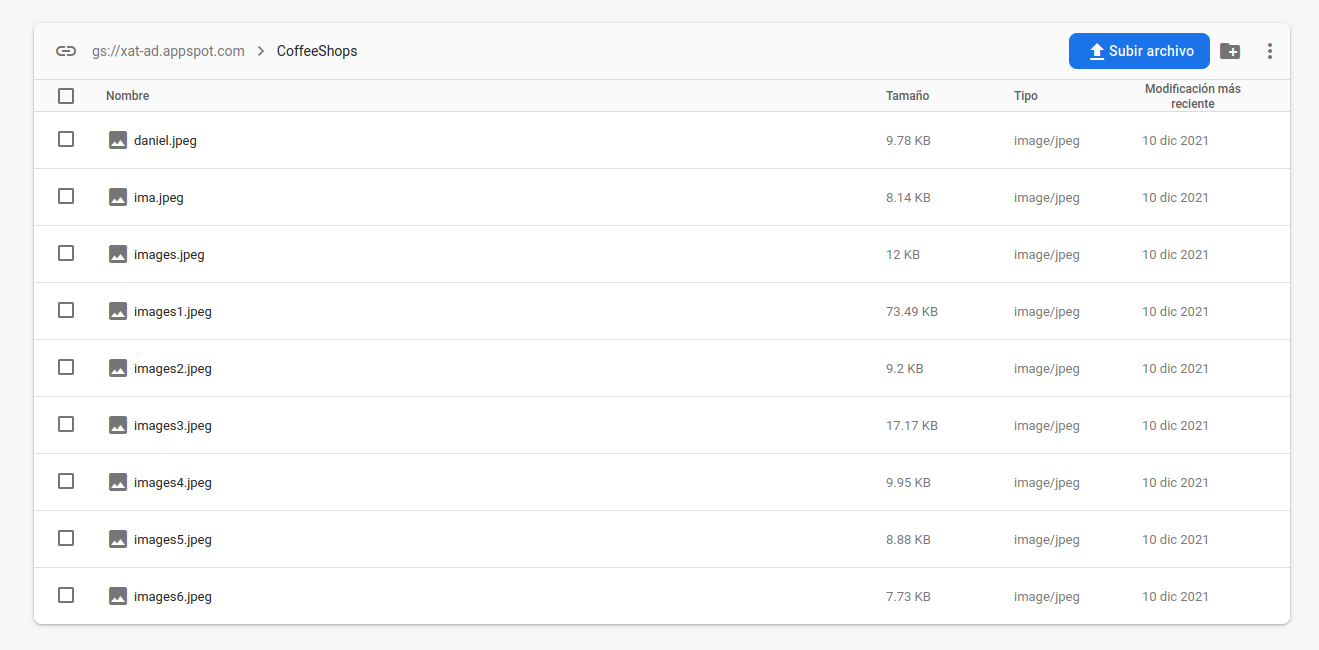 gs://xat-ad.appspot.com > CoffeeShops Subir archivo
Nombre Tamaño Tipo Modificación más reciente
daniel.jpeg 9.78 KB image/jpeg 10 dic 2021
ima.jpeg 8.14 KB image/jpeg 10 dic 2021
images.jpeg 12 KB image/jpeg 10 dic 2021
images1.jpeg 73.49 KB image/jpeg 10 dic 2021
images2.jpeg 9.2 KB image/jpeg 10 dic 2021
images3.jpeg 17.17 KB image/jpeg 10 dic 2021
images4.jpeg 9.95 KB image/jpeg 10 dic 2021
images5.jpeg 8.88 KB image/jpeg 10 dic 2021
images6.jpeg 7.73 KB image/jpeg 10 dic 2021